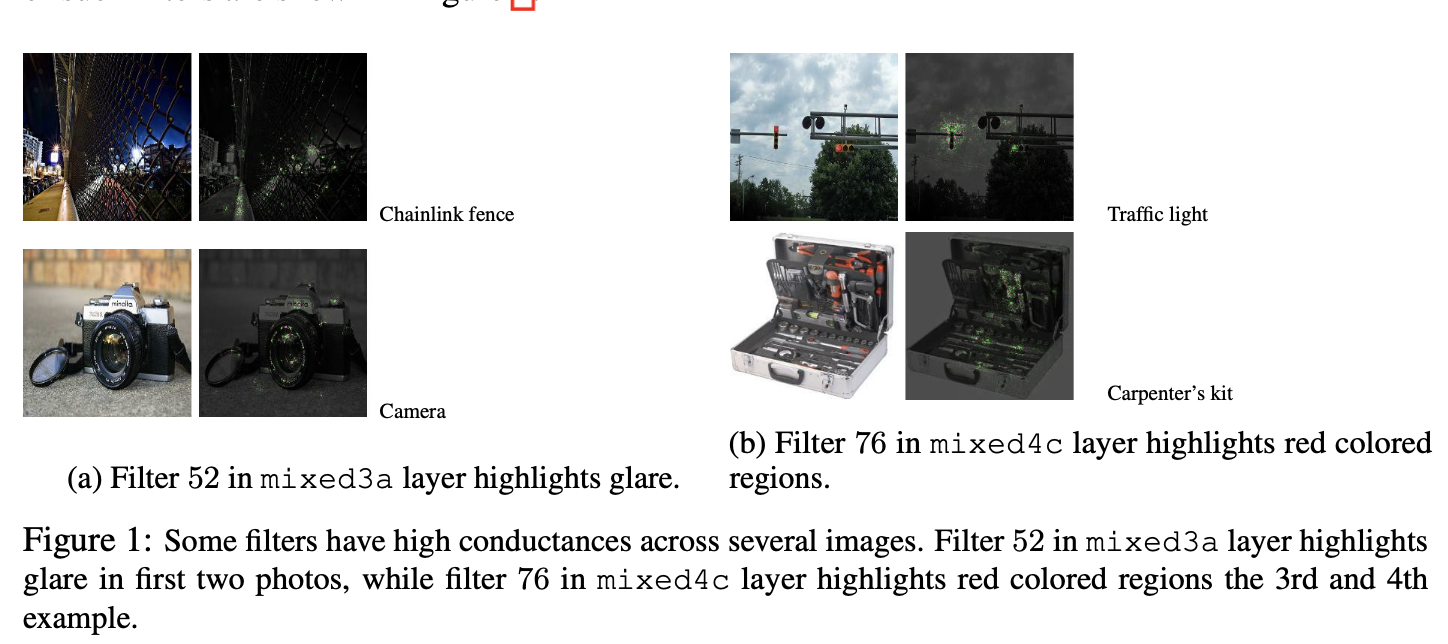 Chainlink fence
Camera
(a) Filter 52 in mixed3a layer highlights glare.
Traffic light
Carpenter’s kit
(b) Filter 76 in mixed4c layer highlights red colored
regions.
Figure 1: Some filters have high conductances across several images. Filter 52 in mixed3a layer highlights
glare in first two photos, while filter 76 in mixed4c layer highlights red colored regions the 3rd and 4th
example.